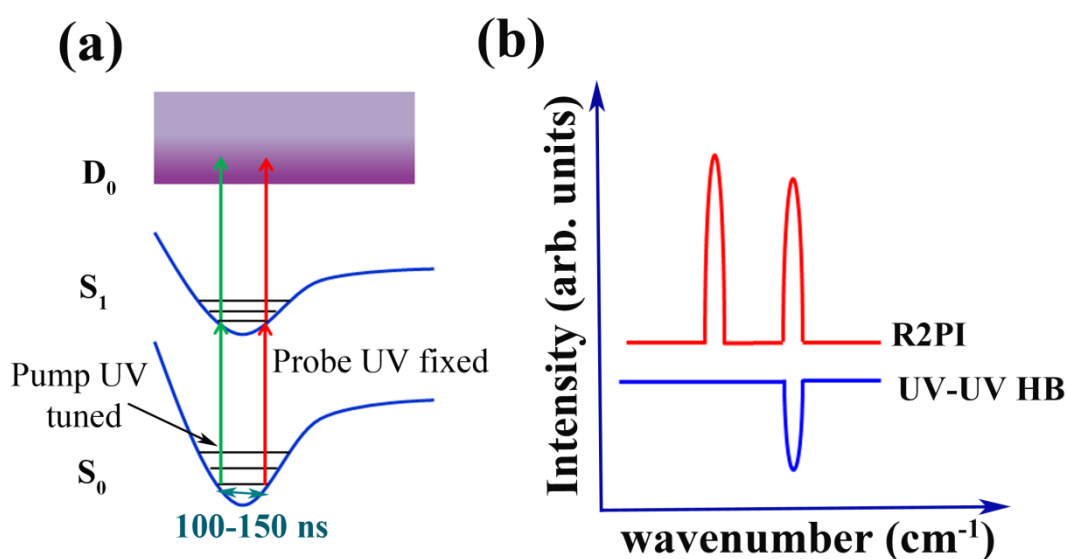 (a)
D₀
S₁
Probe UV fixed
Pump UV
tuned
S₀
100-150 ns
(b)
Intensity (arb. units)
R2PI
UV-UV HB
wavenumber (cm⁻¹)